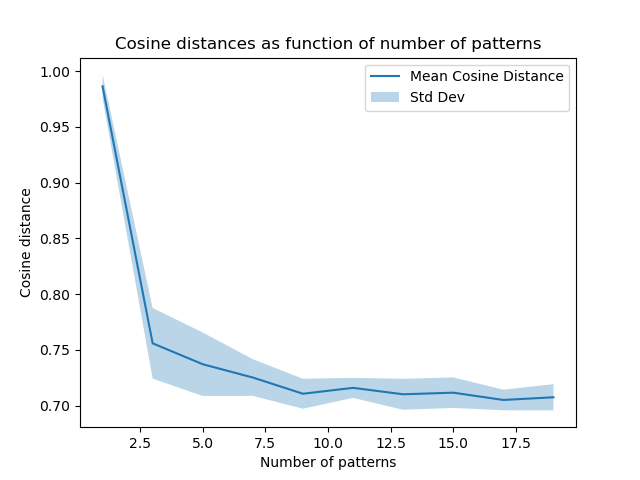 Cosine distances as function of number of patterns
Mean Cosine Distance
Std Dev
1.00
0.95
0.90
0.85
0.80
0.75
0.70
Cosine distance
2.5
5.0
7.5
10.0
12.5
15.0
17.5
Number of patterns